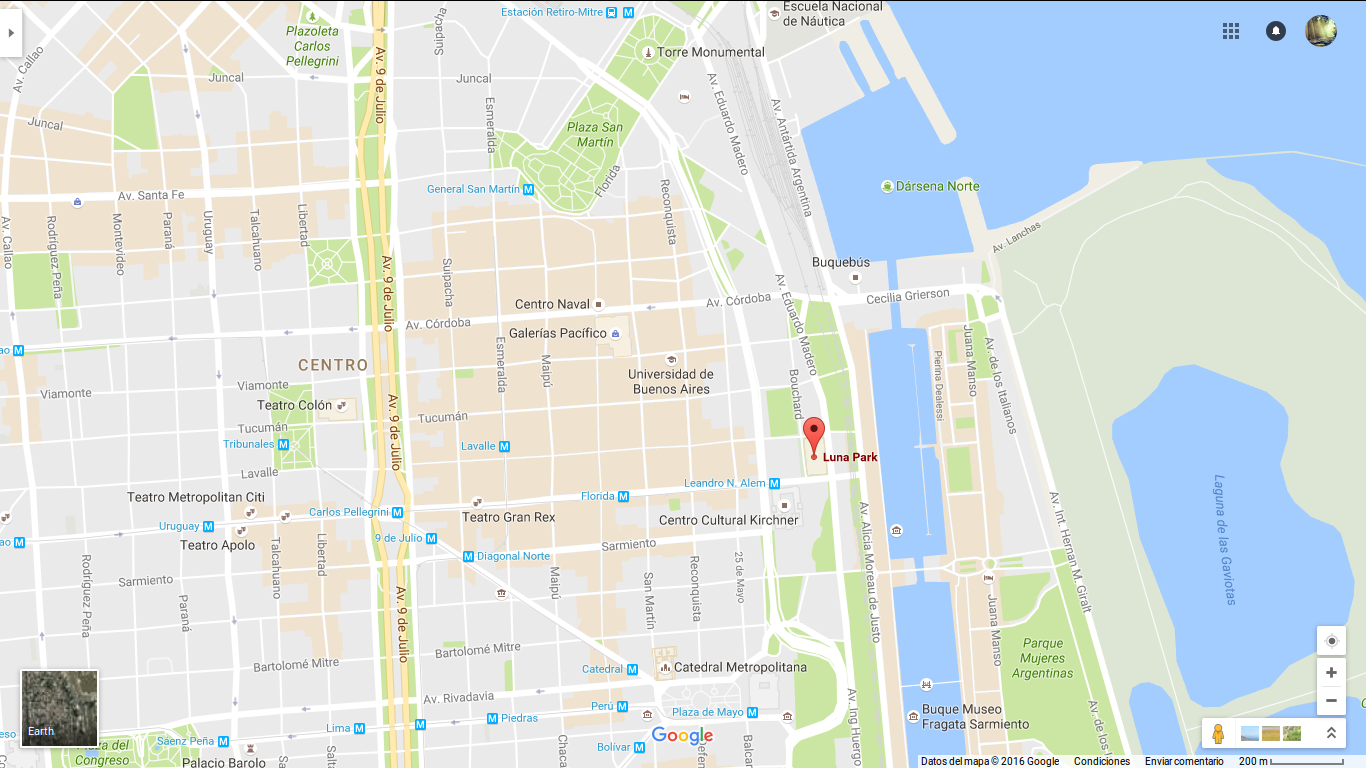 Estación Retiro-Mitre
Escuela Nacional
de Náutica
Plazoleta
Carlos
Pellegrini
Av. Callao
Av. 9 de Julio
Suipacha
Torre Monumental
Juncal
Juncal
Juncal
Esmeralda
Plaza San
Martín
Av. Eduardo Madero
Av. Antártida Argentina
General San Martín
Florida
Reconquista
Dársena Norte
Av. Santa Fe
Av. Callao
Rodríguez Peña
Montevideo
Paraná
Uruguay
Talcahuano
Libertad
Av. Lanchas
Av. 9 de Julio
Suipacha
Buquebús
Centro Naval
Av. Córdoba
Av. Eduardo Madero
Cecilia Grierson
Av. Córdoba
Galerías Pacífico
ao
CENTRO
Esmeralda
Maipú
Universidad de
Buenos Aires
Bouchard
Pierina Dealessi
Juana Manso
Av. de los Italianos
Viamonte
Viamonte
Teatro Colón
Av. 9 de Julio
Tucumán
Tucumán
Tribunales
Lavalle
Luna Park
Lavalle
Leandro N. Alem
Teatro Metropolitan Citi
Florida
Carlos Pellegrini
Teatro Gran Rex
Centro Cultural Kirchner
Uruguay
Teatro Apolo
9 de Julio
ao
Diagonal Norte
Sarmiento
Av. Alicia Moreau de Justo
Av. Int. Hernan M. Giralt
Laguna de las Gaviotas
Rodríguez Peña
Sarmiento
Paraná
Talcahuano
Libertad
Av. 9 de Julio
Maipú
San Martín
Reconquista
25 de Mayo
Juana Manso
Parque
Mujeres
Argentinas
Bartolomé Mitre
Bartolomé Mitre
Catedral
Catedral Metropolitana
Av. Rivadavia
Perú
Plaza de Mayo
Av. Ing Huergo
Buque Museo
Fragata Sarmiento
Av. de los It
Earth
eso
Lima
Piedras
Plaza del
Congreso
Saenz Peña
Palacio Barolo
Salta
Chaca
Bolívar
Google
Defen
Balcar
Datos del mapa © 2016 Google
Condiciones
Enviar comentario
200 m